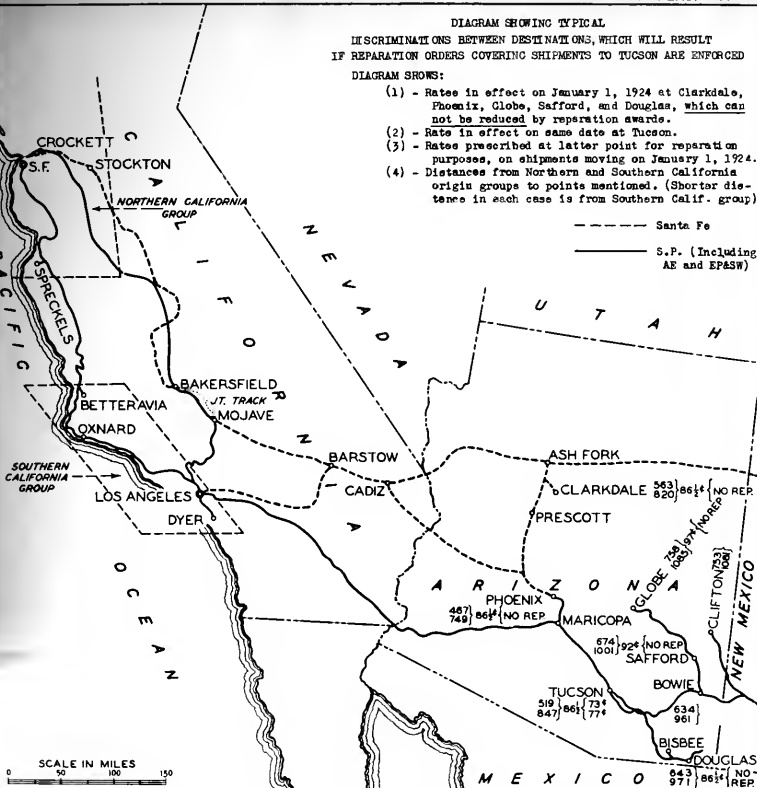 DIAGRAM SHOWING TYPICAL
DISCRIMINATIONS BETWEEN DESTINATIONS, WHICH WILL RESULT
IF REPARATION ORDERS COVERING SHIPMENTS TO TUCSON ARE ENFORCED
DIAGRAM SHOWS:
(1) - Rates in effect on January 1, 1924 at Clarkdale,
Phoenix, Globe, Safford, and Douglas, which can
not be reduced by reparation awards.
(2) - Rate in effect on same date at Tucson.
(3) - Rates prescribed at latter point for reparation
purposes, on shipments moving on January 1, 1924.
(4) - Distances from Northern and Southern California
origin groups to points mentioned. (Shorter dis-
tance in each case is from Southern Calif. group)
Santa Fe
S.P. (Including
AE and EP&SW)
CROCKETT
S.F.
STOCKTON
NORTHERN CALIFORNIA
GROUP
CALIFORNIA
NEVADA
UTAH
PACIFIC
OCEAN
SPRECKELS
BETTERAVIA
OXNARD
BAKERSFIELD
JT. TRACK
MOJAVE
SOUTHERN
CALIFORNIA
GROUP
LOS ANGELES
DYER
BARSTOW
CADIZ
ASH FORK
CLARKDALE 563 820 } 86½¢ { NO REP.
PRESCOTT
ARIZONA
GLOBE 758 1085 } 97¢ { NO REP
CLIFTON 753 1081 }
NEW MEXICO
PHOENIX
467 749 } 86½¢ { NO REP.
MARICOPA
674 1001 } 92¢ { NO REP
SAFFORD
BOWIE
634 961 }
TUCSON
519 847 } 86½ { 73¢ 77¢
BISBEE
DOUGLAS
643 971 } 86½¢ { NO REP.
MEXICO
SCALE IN MILES
0 50 100 150